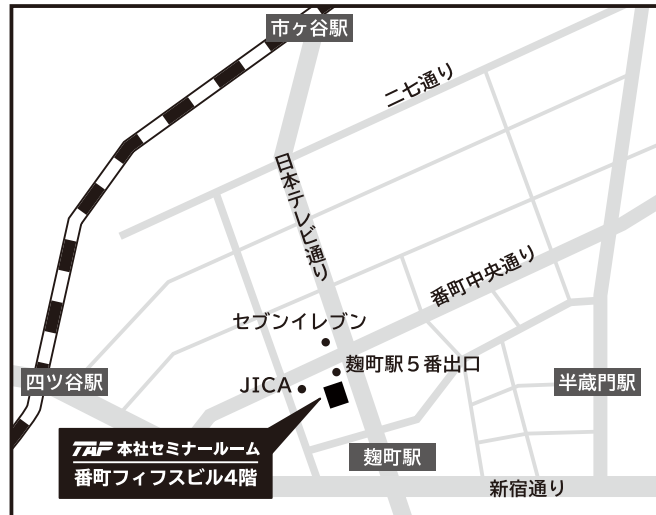 市ヶ谷駅
二七通り
日本テレビ通り
番町中央通り
セブンイレブン
麹町駅5番出口
四ツ谷駅
JICA
半蔵門駅
TAP 本社セミナールーム
番町フィフスビル4階
麹町駅
新宿通り